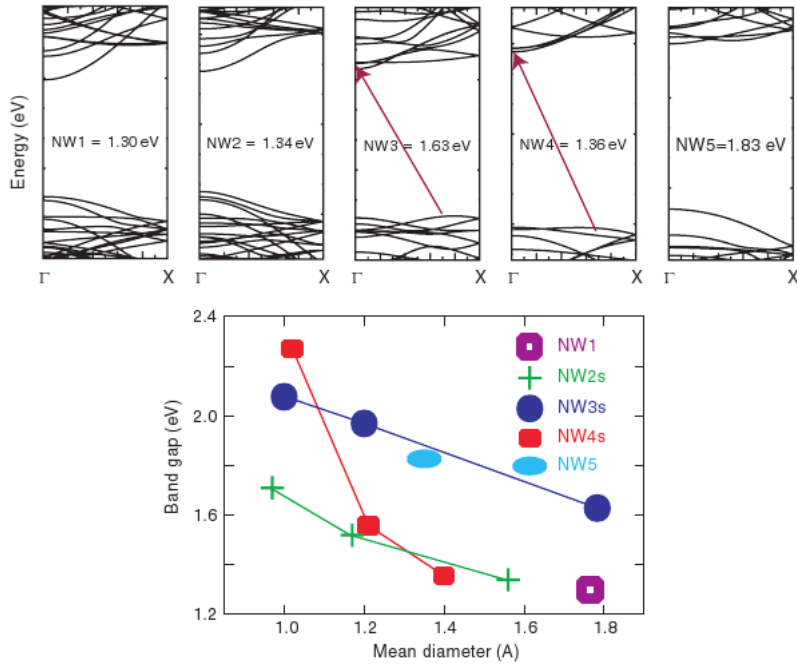 Energy (eV)
NW1 = 1.30 eV
NW2 = 1.34 eV
NW3 = 1.63 eV
NW4 = 1.36 eV
NW5=1.83 eV
Γ X
Γ X
Γ X
Γ X
Γ X
Band gap (eV)
2.4
2.0
1.6
1.2
NW1
NW2s
NW3s
NW4s
NW5
1.0 1.2 1.4 1.6 1.8
Mean diameter (A)